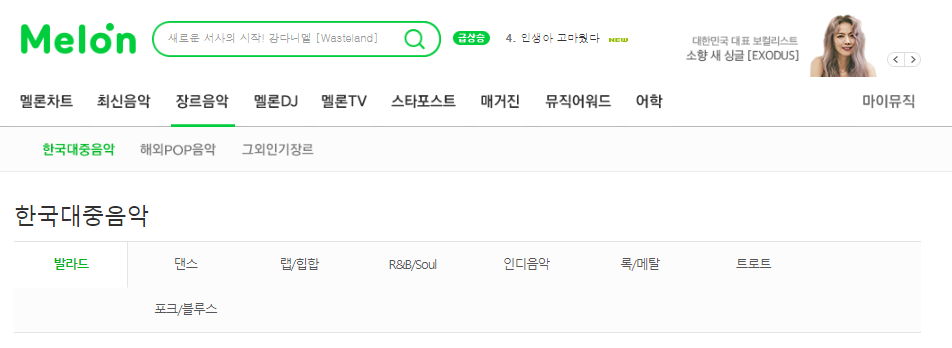 Melon 새로운 서사의 시작! 강다니엘 [Wasteland] 급상승 4. 인생아 고마웠다 NEW
대한민국 대표 보컬리스트
소향 새 싱글 [EXODUS]
멜론차트 최신음악 장르음악 멜론DJ 멜론TV 스타포스트 매거진 뮤직어워드 어학 마이뮤직
한국대중음악 해외POP음악 그외인기장르
한국대중음악
발라드 댄스 랩/힙합 R&B/Soul 인디음악 록/메탈 트로트
포크/블루스